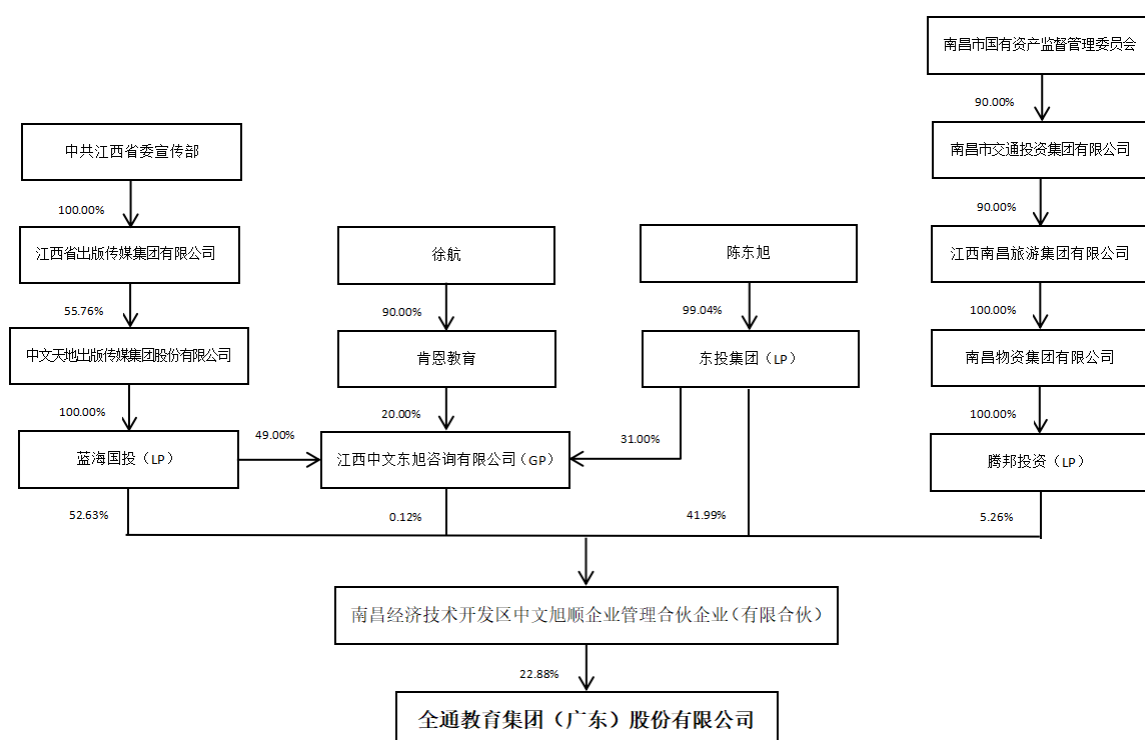 南昌市国有资产监督管理委员会
90.00%
中共江西省委宣传部
南昌市交通投资集团有限公司
100.00%
90.00%
江西省出版传媒集团有限公司
徐航
陈东旭
江西南昌旅游集团有限公司
55.76%
90.00%
99.04%
100.00%
中文天地出版传媒集团股份有限公司
肯恩教育
东投集团（LP）
南昌物资集团有限公司
100.00%
20.00%
100.00%
49.00%
31.00%
蓝海国投（LP）
江西中文东旭咨询有限公司（GP）
腾邦投资（LP）
52.63%
0.12%
41.99%
5.26%
南昌经济技术开发区中文旭顺企业管理合伙企业（有限合伙）
22.88%
全通教育集团（广东）股份有限公司